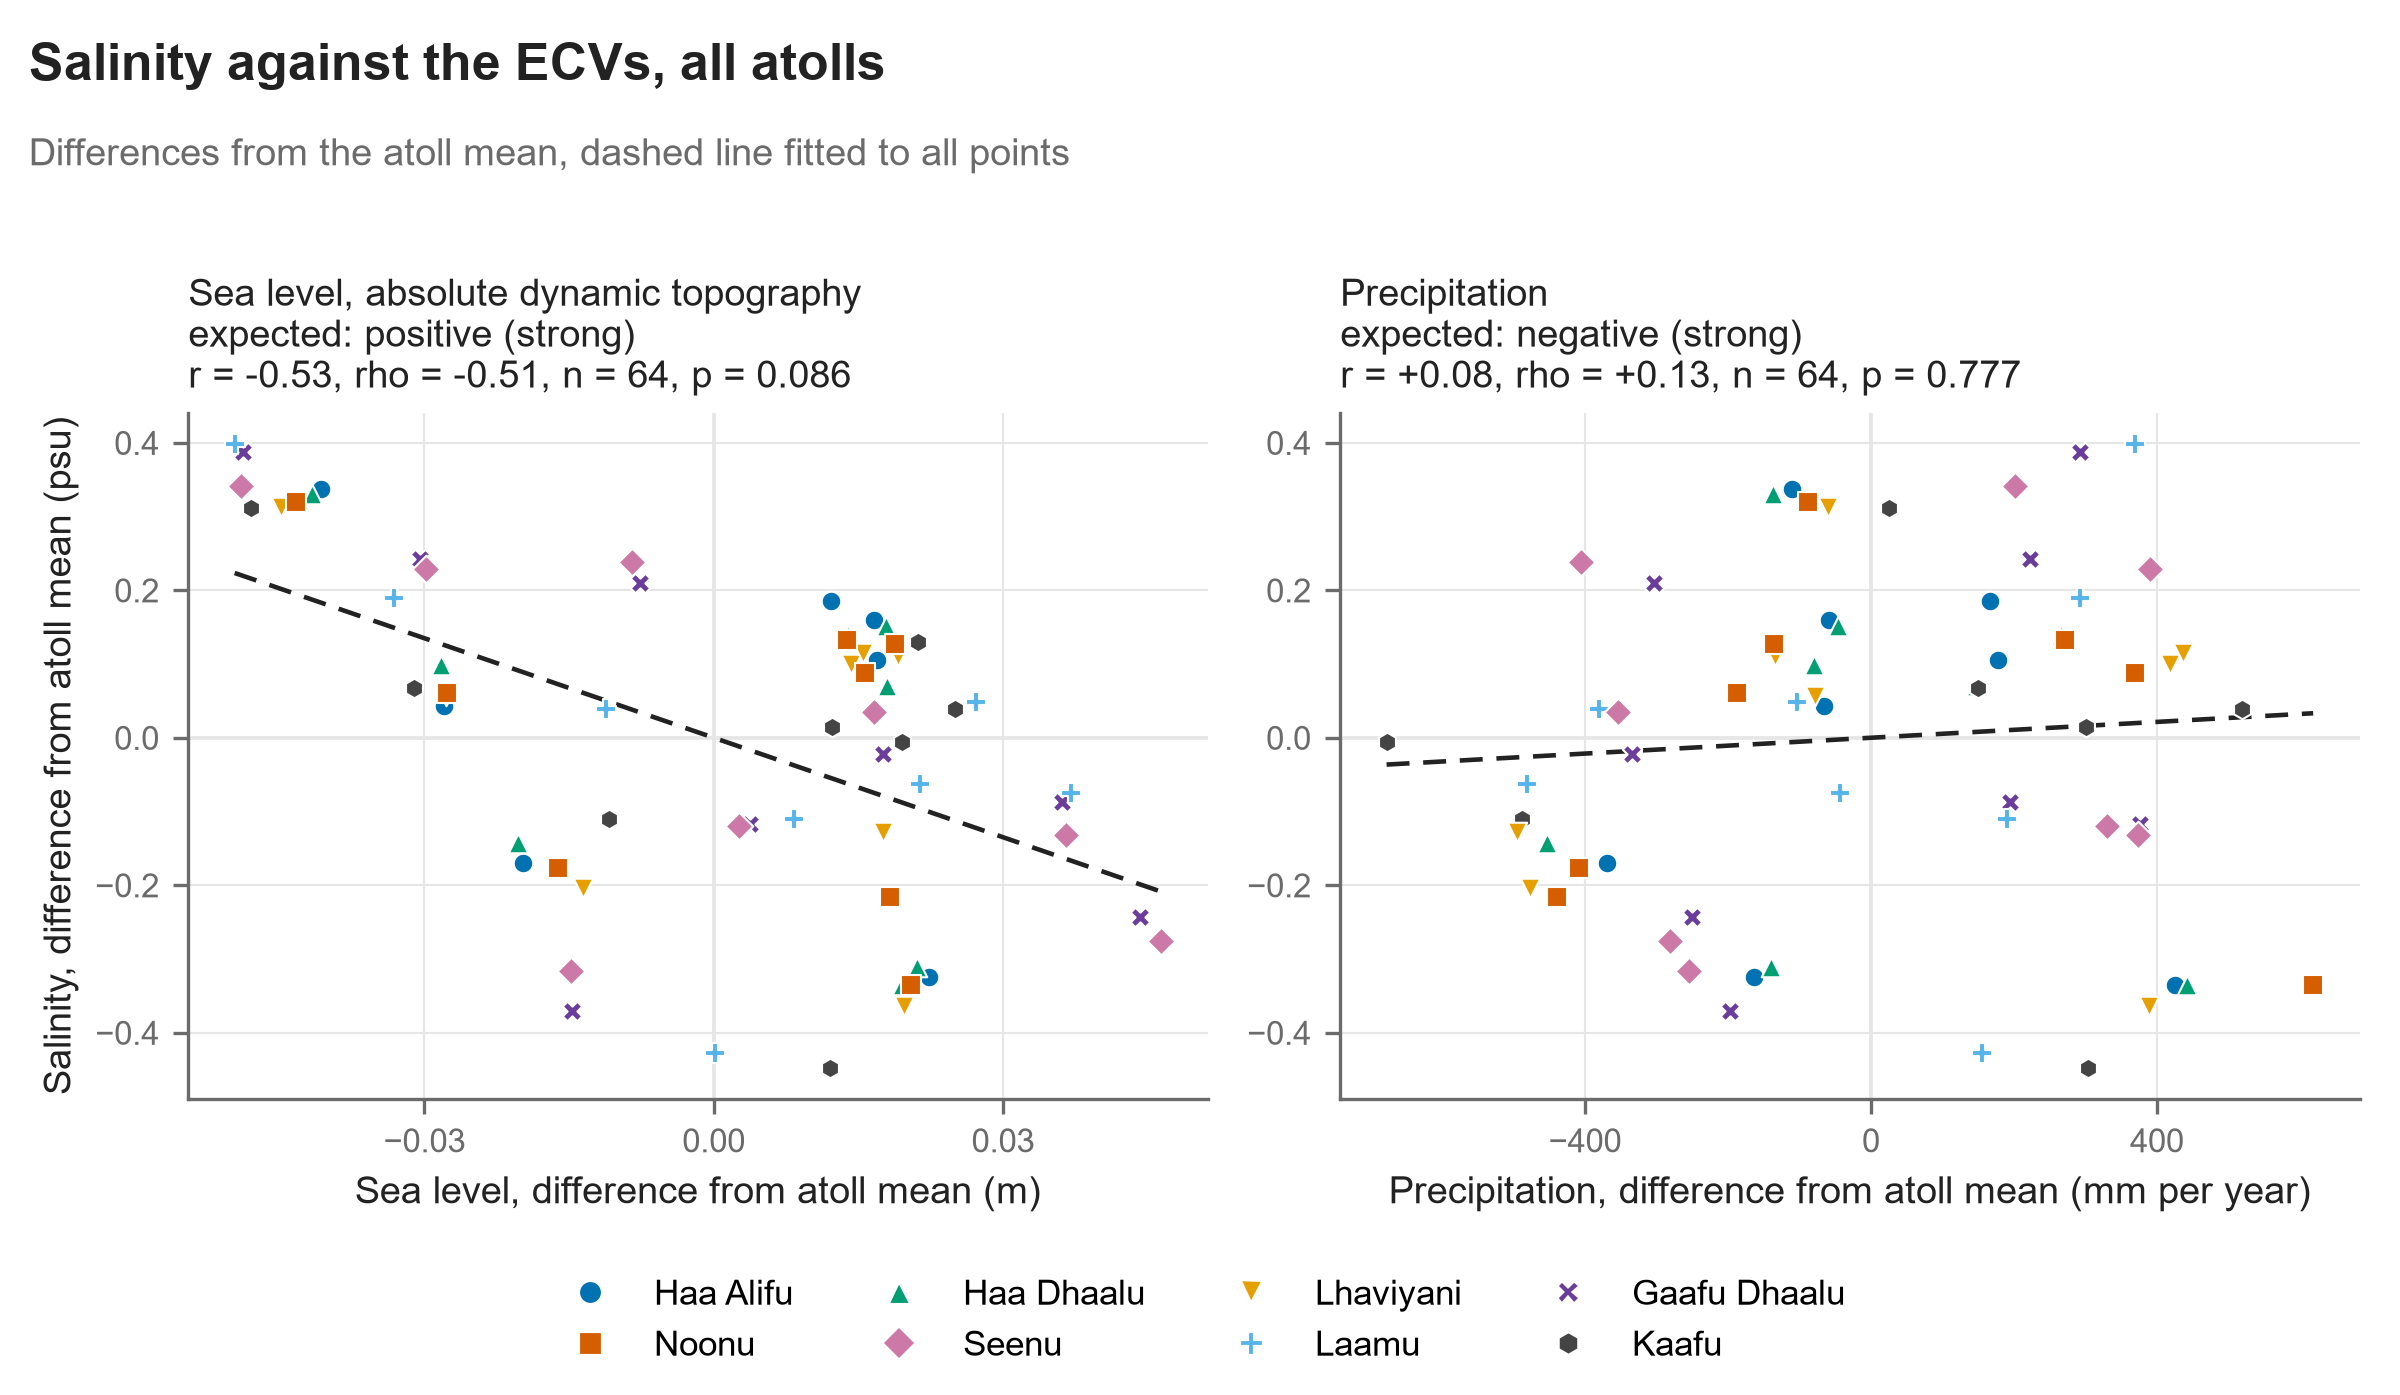 Salinity against the ECVs, all atolls
Differences from the atoll mean, dashed line fitted to all points
Sea level, absolute dynamic topography
expected: positive (strong)
r = -0.53, rho = -0.51, n = 64, p = 0.086
Salinity, difference from atoll mean (psu)
0.4
0.2
0.0
−0.2
−0.4
−0.03
0.00
0.03
Sea level, difference from atoll mean (m)
Precipitation
expected: negative (strong)
r = +0.08, rho = +0.13, n = 64, p = 0.777
0.4
0.2
0.0
−0.2
−0.4
−400
0
400
Precipitation, difference from atoll mean (mm per year)
Haa Alifu
Haa Dhaalu
Lhaviyani
Gaafu Dhaalu
Noonu
Seenu
Laamu
Kaafu